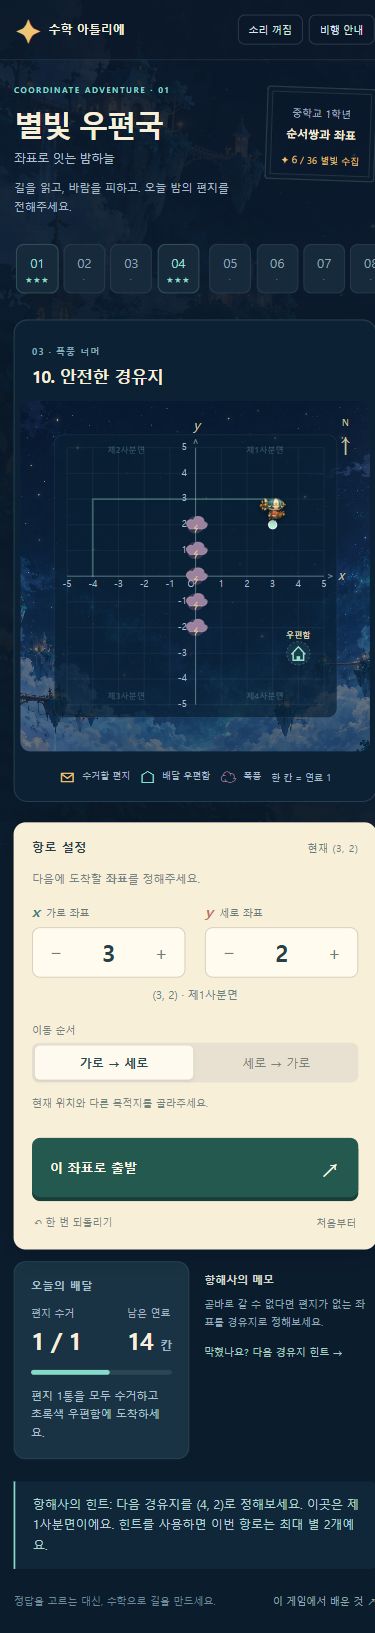 수학 아틀리에
소리 꺼짐
비행 안내
COORDINATE ADVENTURE · 01
별빛 우편국
좌표로 잇는 밤하늘
길을 읽고, 바람을 피하고. 오늘 밤의 편지를
전해주세요.
중학교 1학년
순서쌍과 좌표
✦ 6 / 36 별빛 수집
01 02 03 04 05 06 07 08
★★★ · · ★★★ · · ·
03 · 폭풍 너머
10. 안전한 경유지
N
y
제2사분면
제1사분면
5
4
3
2
1
-5 -4 -3 -2 -1 O 1 2 3 4 5 x
-1
-2
우편함
-3
-4
제3사분면
제4사분면
-5
수거할 편지
배달 우편함
폭풍
한 칸 = 연료 1
항로 설정
현재 (3, 2)
다음에 도착할 좌표를 정해주세요.
x 가로 좌표
y 세로 좌표
− 3 +
− 2 +
(3, 2) · 제1사분면
이동 순서
가로 → 세로
세로 → 가로
현재 위치와 다른 목적지를 골라주세요.
이 좌표로 출발 ↗
↶ 한 번 되돌리기
처음부터
오늘의 배달
편지 수거
남은 연료
1 / 1
14 칸
편지 1통을 모두 수거하고
초록색 우편함에 도착하세
요.
항해사의 메모
곧바로 갈 수 없다면 편지가 없는 좌
표를 경유지로 정해보세요.
막혔나요? 다음 경유지 힌트 →
항해사의 힌트: 다음 경유지를 (4, 2)로 정해보세요. 이곳은 제
1사분면이에요. 힌트를 사용하면 이번 항로는 최대 별 2개예
요.
정답을 고르는 대신, 수학으로 길을 만드세요.
이 게임에서 배운 것 ↗